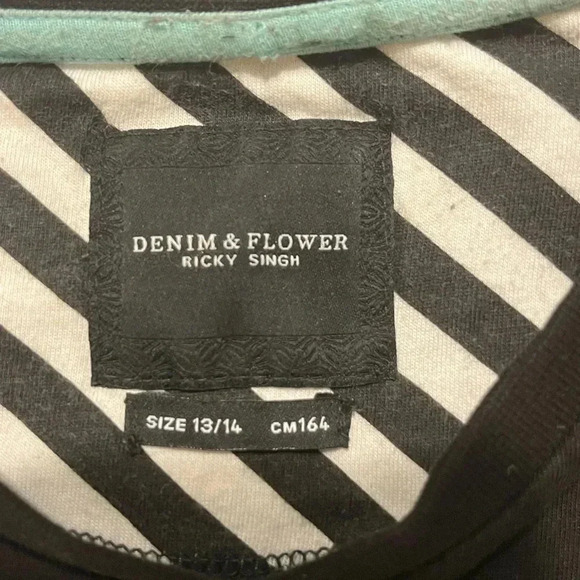 DENIM & FLOWER
RICKY SINGH
SIZE 13/14 CM164